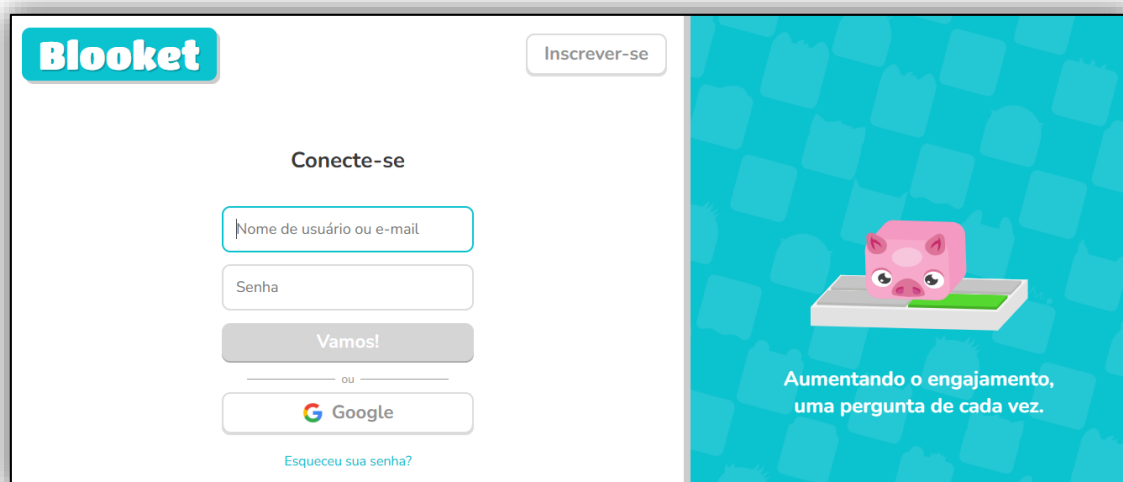 Blooket
Inscrever-se
Conecte-se
Nome de usuário ou e-mail
Senha
Vamos!
ou
Google
Esqueceu sua senha?
Aumentando o engajamento,
uma pergunta de cada vez.